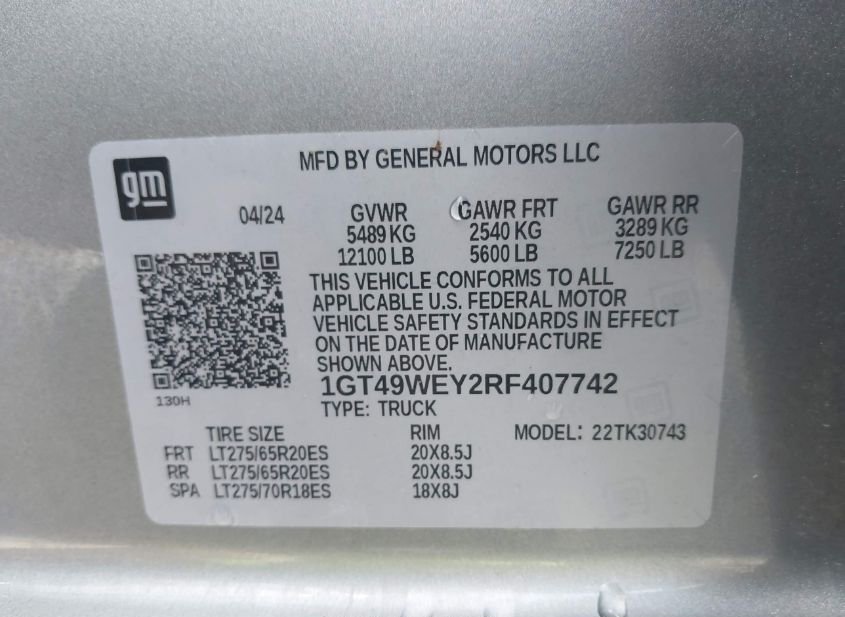 gm
MFD BY GENERAL MOTORS LLC
04/24 GVWR GAWR FRT GAWR RR
5489 KG 2540 KG 3289 KG
12100 LB 5600 LB 7250 LB
THIS VEHICLE CONFORMS TO ALL
APPLICABLE U.S. FEDERAL MOTOR
VEHICLE SAFETY STANDARDS IN EFFECT
ON THE DATE OF MANUFACTURE
SHOWN ABOVE.
130H
1GT49WEY2RF407742
TYPE: TRUCK
TIRE SIZE RIM MODEL: 22TK30743
FRT LT275/65R20ES 20X8.5J
RR LT275/65R20ES 20X8.5J
SPA LT275/70R18ES 18X8J